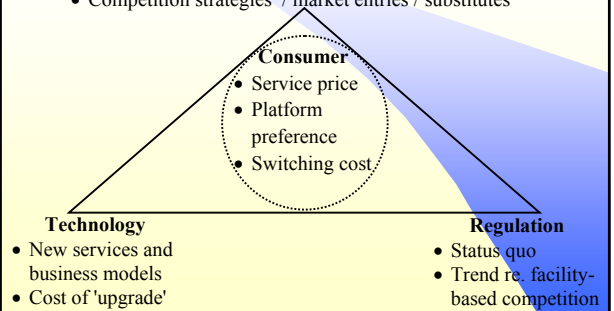 • Competition strategies / market entries / substitutes
Consumer
• Service price
• Platform
preference
• Switching cost
Technology
• New services and
business models
• Cost of 'upgrade'
Regulation
• Status quo
• Trend re. facility-
based competition